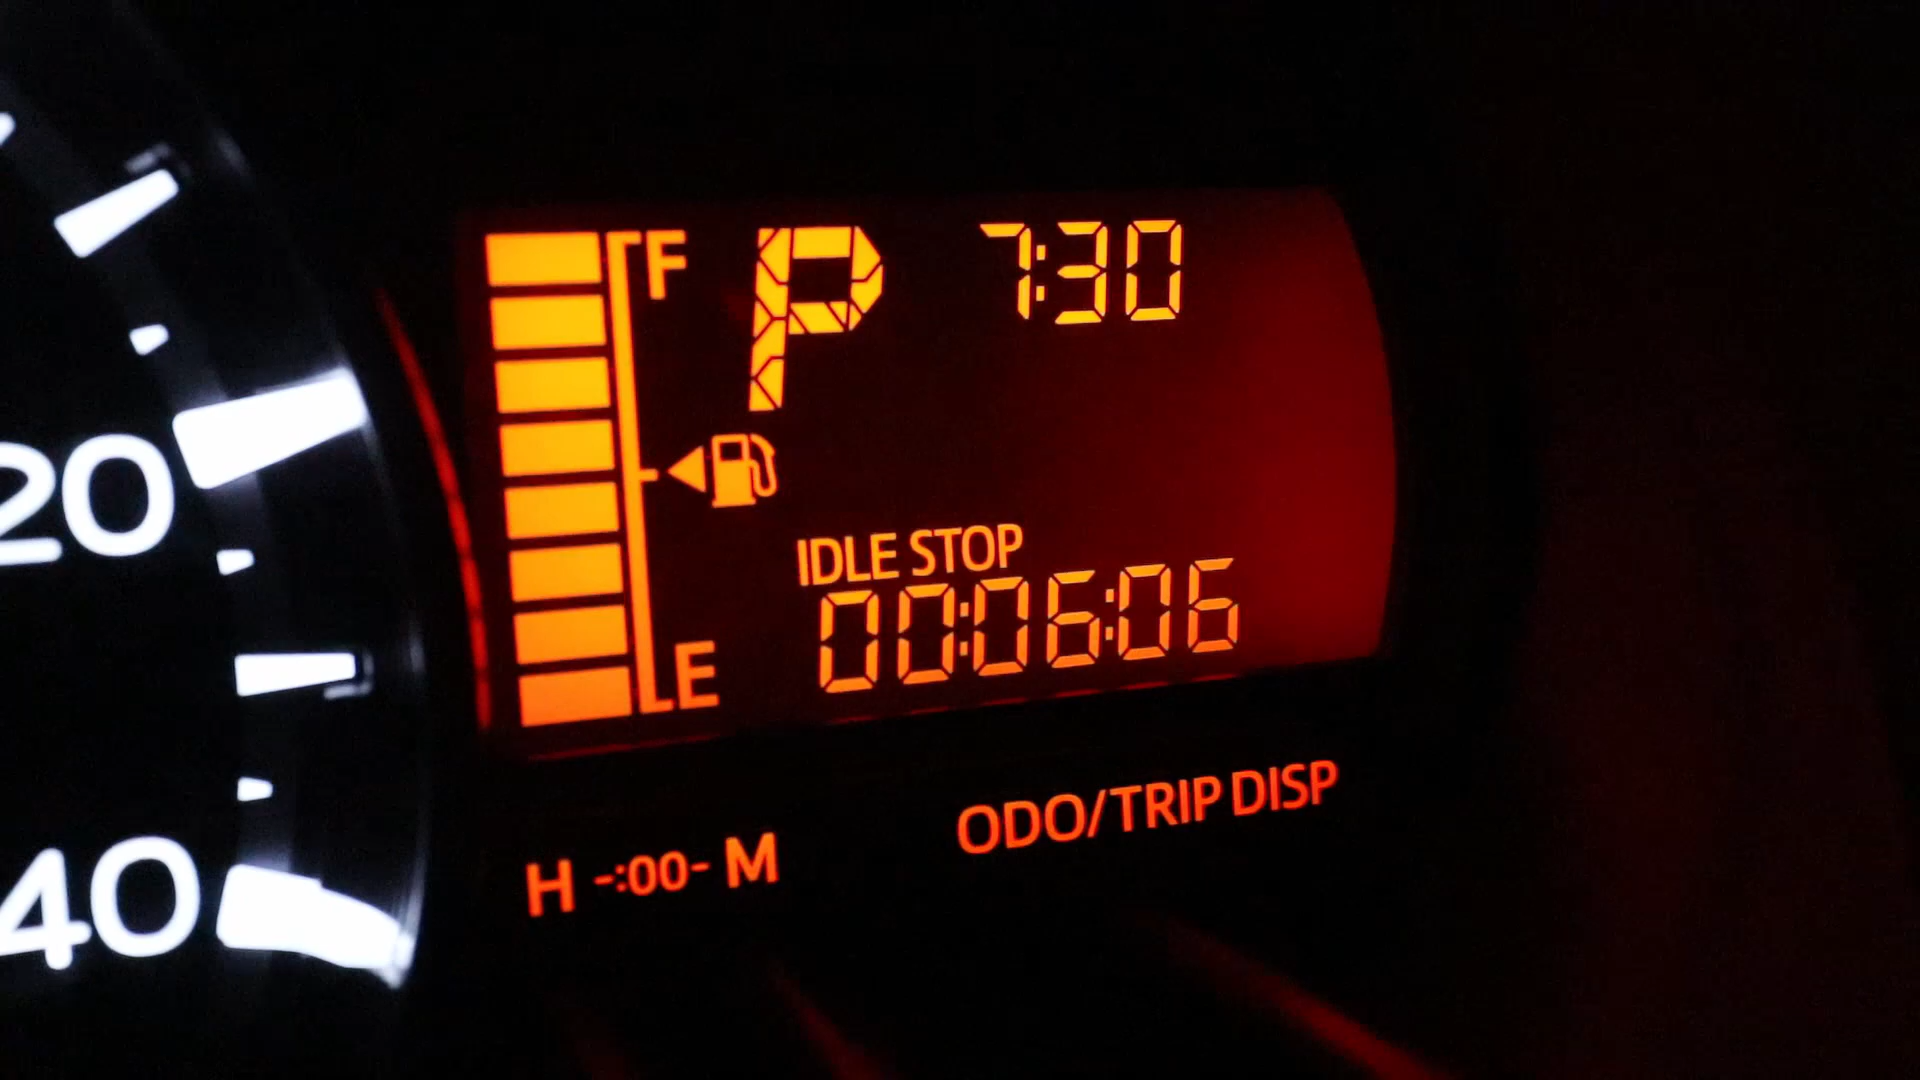 F
P
7:30
IDLE STOP
00:06:06
E
ODO/TRIP DISP
H -:00- M
20
40